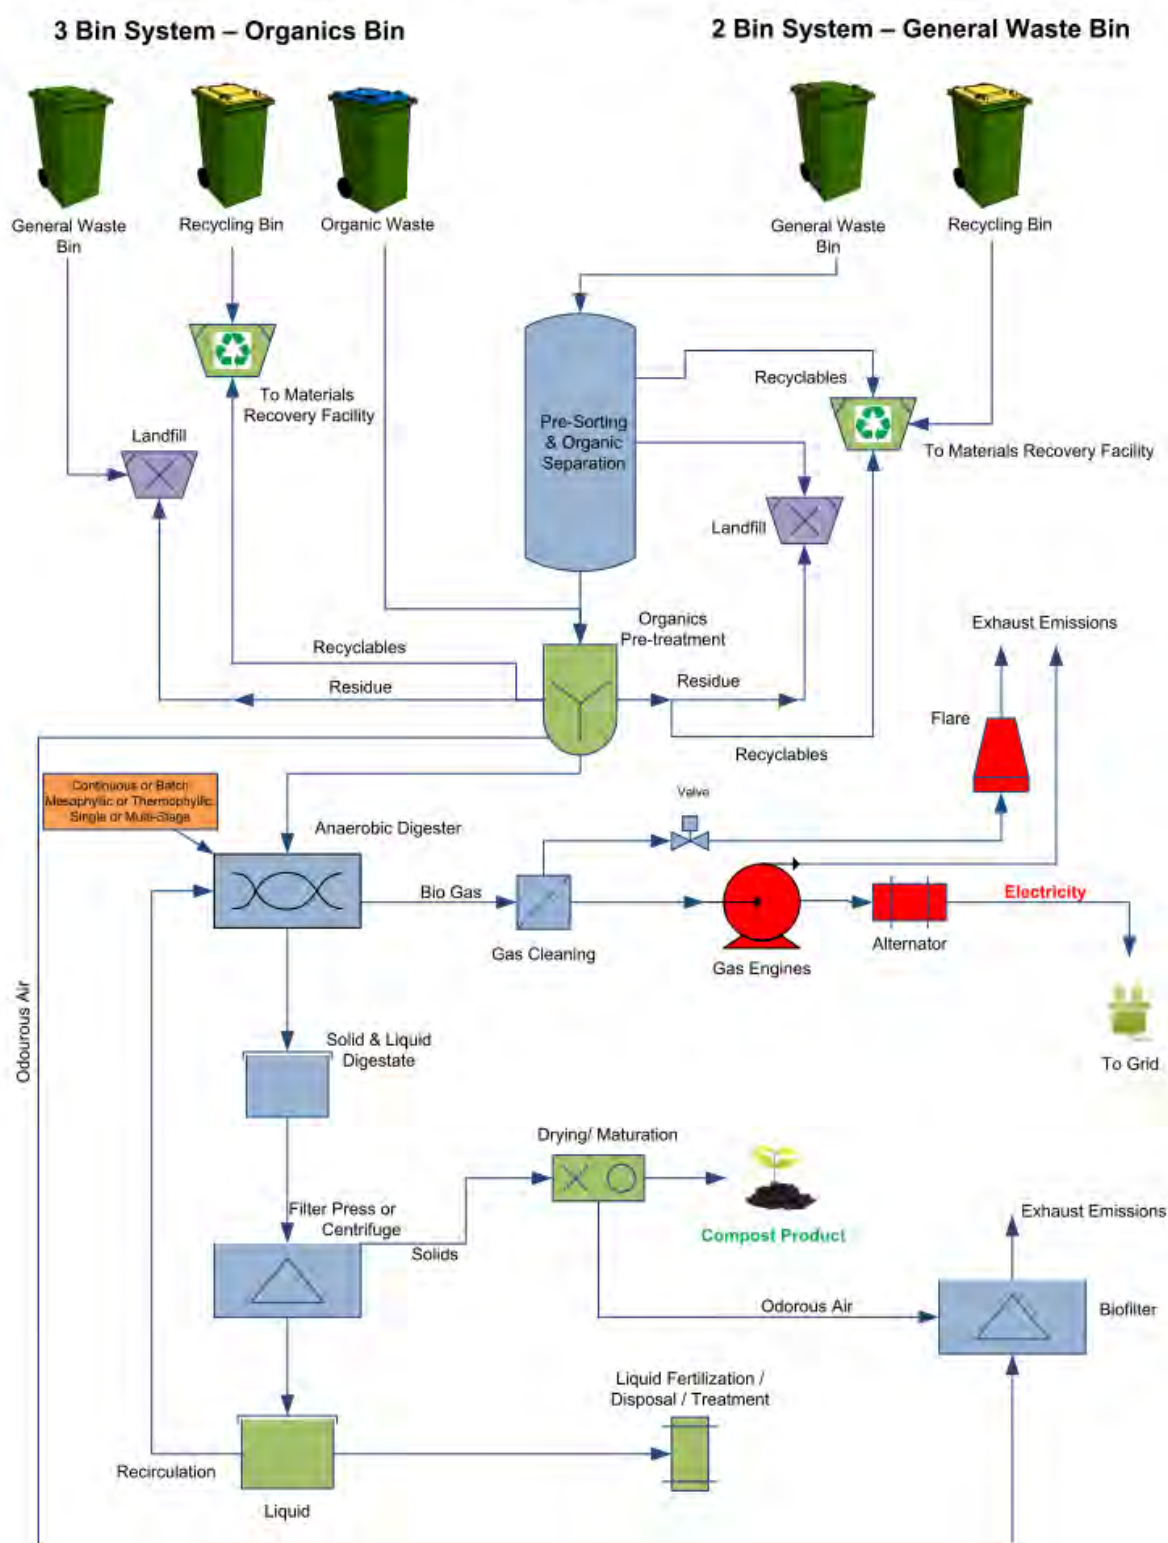 3 Bin System – Organics Bin
2 Bin System – General Waste Bin
General Waste
Bin
Recycling Bin
Organic Waste
General Waste
Bin
Recycling Bin
To Materials
Recovery Facility
Landfill
Pre-Sorting
& Organic
Separation
Recyclables
To Materials Recovery Facility
Landfill
Organics
Pre-treatment
Exhaust Emissions
Recyclables
Residue
Residue
Recyclables
Flare
Continuous or Batch
Mesaphyllic or Thermophyllic
Single or Multi-Stage
Anaerobic Digester
Valve
Bio Gas
Gas Cleaning
Gas Engines
Alternator
Electricity
To Grid
Odourous Air
Solid & Liquid
Digestate
Drying/ Maturation
Compost Product
Filter Press or
Centrifuge
Solids
Odorous Air
Exhaust Emissions
Biofilter
Liquid Fertilization /
Disposal / Treatment
Recirculation
Liquid